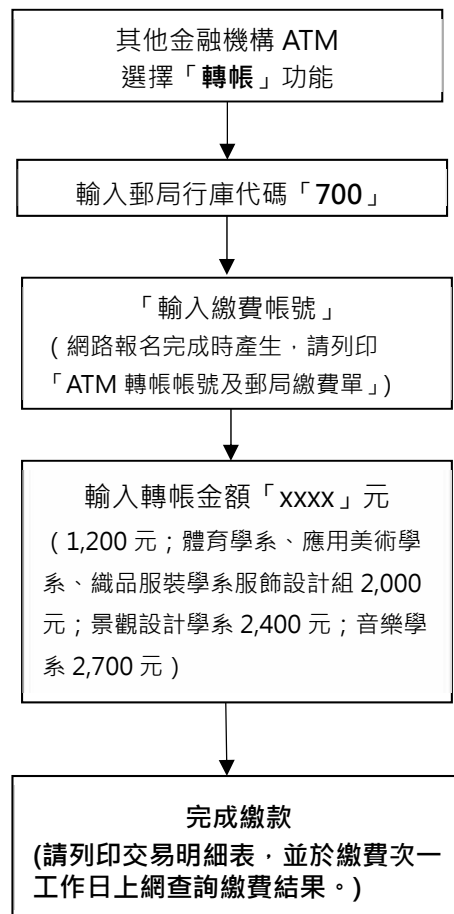 其他金融機構 ATM
選擇「轉帳」功能
輸入郵局行庫代碼「700」
「輸入繳費帳號」
（網路報名完成時產生，請列印
「ATM 轉帳帳號及郵局繳費單」)
輸入轉帳金額「xxxx」元
（1,200 元；體育學系、應用美術學
系、織品服裝學系服飾設計組 2,000
元；景觀設計學系 2,400 元；音樂學
系 2,700 元）
完成繳款
(請列印交易明細表，並於繳費次一
工作日上網查詢繳費結果。)